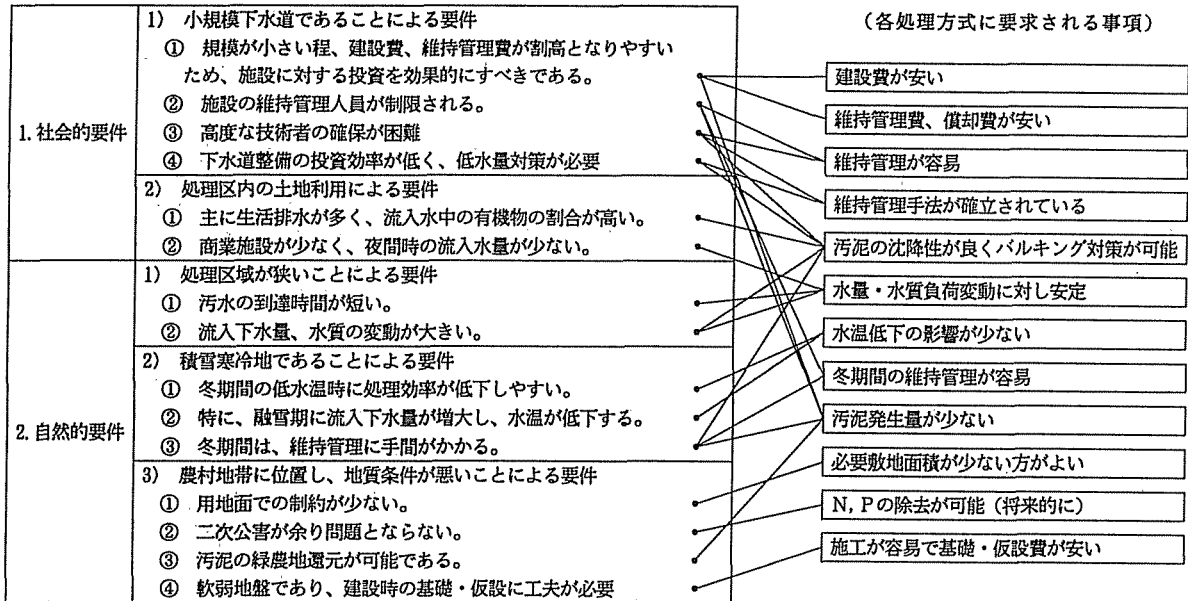 1.社会的要件
1) 小規模下水道であることによる要件
① 規模が小さい程、建設費、維持管理費が割高となりやすい
ため、施設に対する投資を効果的にすべきである。
② 施設の維持管理人員が制限される。
③ 高度な技術者の確保が困難
④ 下水道整備の投資効率が低く、低水量対策が必要
2) 処理区内の土地利用による要件
① 主に生活排水が多く、流入水中の有機物の割合が高い。
② 商業施設が少なく、夜間時の流入水量が少ない。
2.自然的要件
1) 処理区域が狭いことによる要件
① 汚水の到達時間が短い。
② 流入下水量、水質の変動が大きい。
2) 積雪寒冷地であることによる要件
① 冬期間の低水温時に処理効率が低下しやすい。
② 特に、融雪期に流入下水量が増大し、水温が低下する。
③ 冬期間は、維持管理に手間がかかる。
3) 農村地帯に位置し、地質条件が悪いことによる要件
① 用地面での制約が少ない。
② 二次公害が余り問題とならない。
③ 汚泥の緑農地還元が可能である。
④ 軟弱地盤であり、建設時の基礎・仮設に工夫が必要
(各処理方式に要求される事項)
建設費が安い
維持管理費、償却費が安い
維持管理が容易
維持管理手法が確立されている
汚泥の沈降性が良くバルキング対策が可能
水量・水質負荷変動に対し安定
水温低下の影響が少ない
冬期間の維持管理が容易
汚泥発生量が少ない
必要敷地面積が少ない方がよい
N, Pの除去が可能(将来的に)
施工が容易で基礎・仮設費が安い